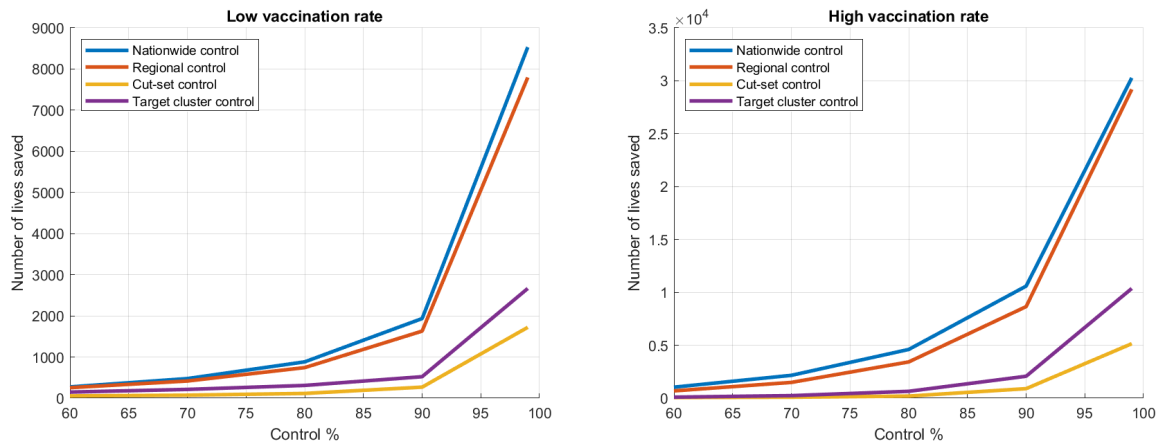 Low vaccination rate
9000
8000
7000
6000
5000
4000
3000
2000
1000
0
Number of lives saved
Nationwide control
Regional control
Cut-set control
Target cluster control
60 65 70 75 80 85 90 95 100
Control %
High vaccination rate
×10^4
3.5
3
2.5
2
1.5
1
0.5
0
Number of lives saved
Nationwide control
Regional control
Cut-set control
Target cluster control
60 65 70 75 80 85 90 95 100
Control %